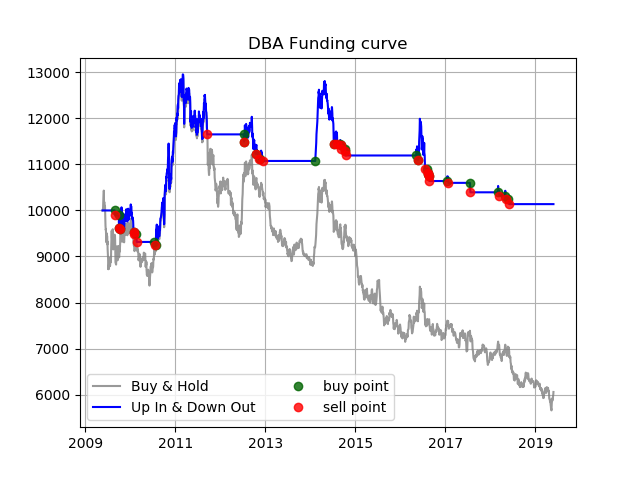 DBA Funding curve
13000
12000
11000
10000
9000
8000
7000
6000
Buy & Hold
Up In & Down Out
buy point
sell point
2009 2011 2013 2015 2017 2019